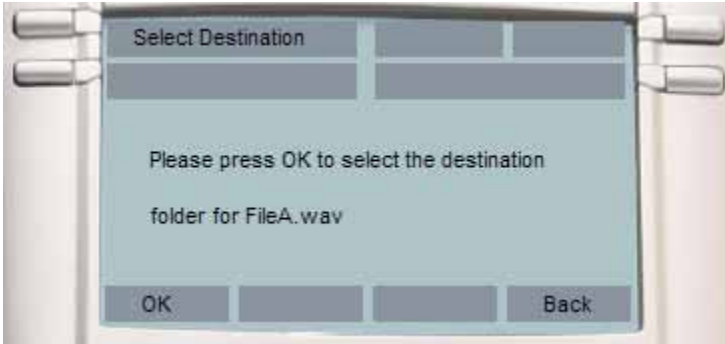 Select Destination
Please press OK to select the destination
folder for FileA.wav
OK Back